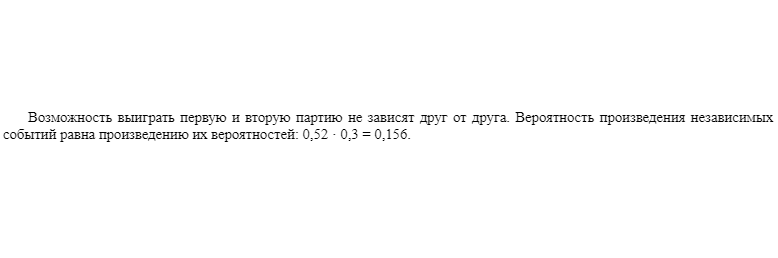 Возможность выиграть первую и вторую партию не зависят друг от друга. Вероятность произведения независимых
событий равна произведению их вероятностей: 0,52 · 0,3 = 0,156.